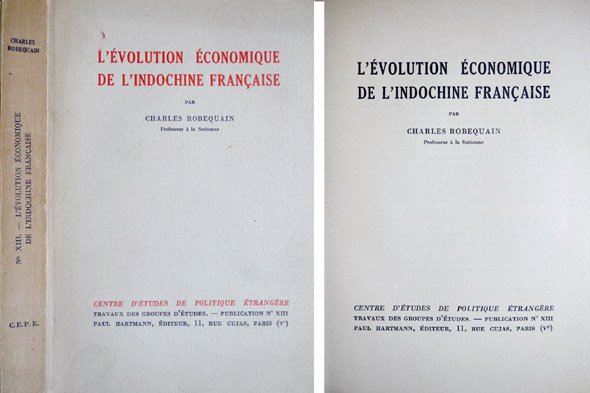 CHARLES
ROBEQUAIN
N° XIII. — L'ÉVOLUTION ÉCONOMIQUE
DE L'INDOCHINE FRANÇAISE
C.E.P.E.
L'ÉVOLUTION ÉCONOMIQUE
DE L'INDOCHINE FRANÇAISE
PAR
CHARLES ROBEQUAIN
Professeur à la Sorbonne
CENTRE D'ÉTUDES DE POLITIQUE ÉTRANGÈRE
TRAVAUX DES GROUPES D'ÉTUDES. — PUBLICATION N° XIII
PAUL HARTMANN, ÉDITEUR, 11, RUE CUJAS, PARIS (Vᵉ)
L'ÉVOLUTION ÉCONOMIQUE
DE L'INDOCHINE FRANÇAISE
PAR
CHARLES ROBEQUAIN
Professeur à la Sorbonne
CENTRE D'ÉTUDES DE POLITIQUE ÉTRANGÈRE
TRAVAUX DES GROUPES D'ÉTUDES. — PUBLICATION N° XIII
PAUL HARTMANN, ÉDITEUR, 11, RUE CUJAS, PARIS (Vᵉ)